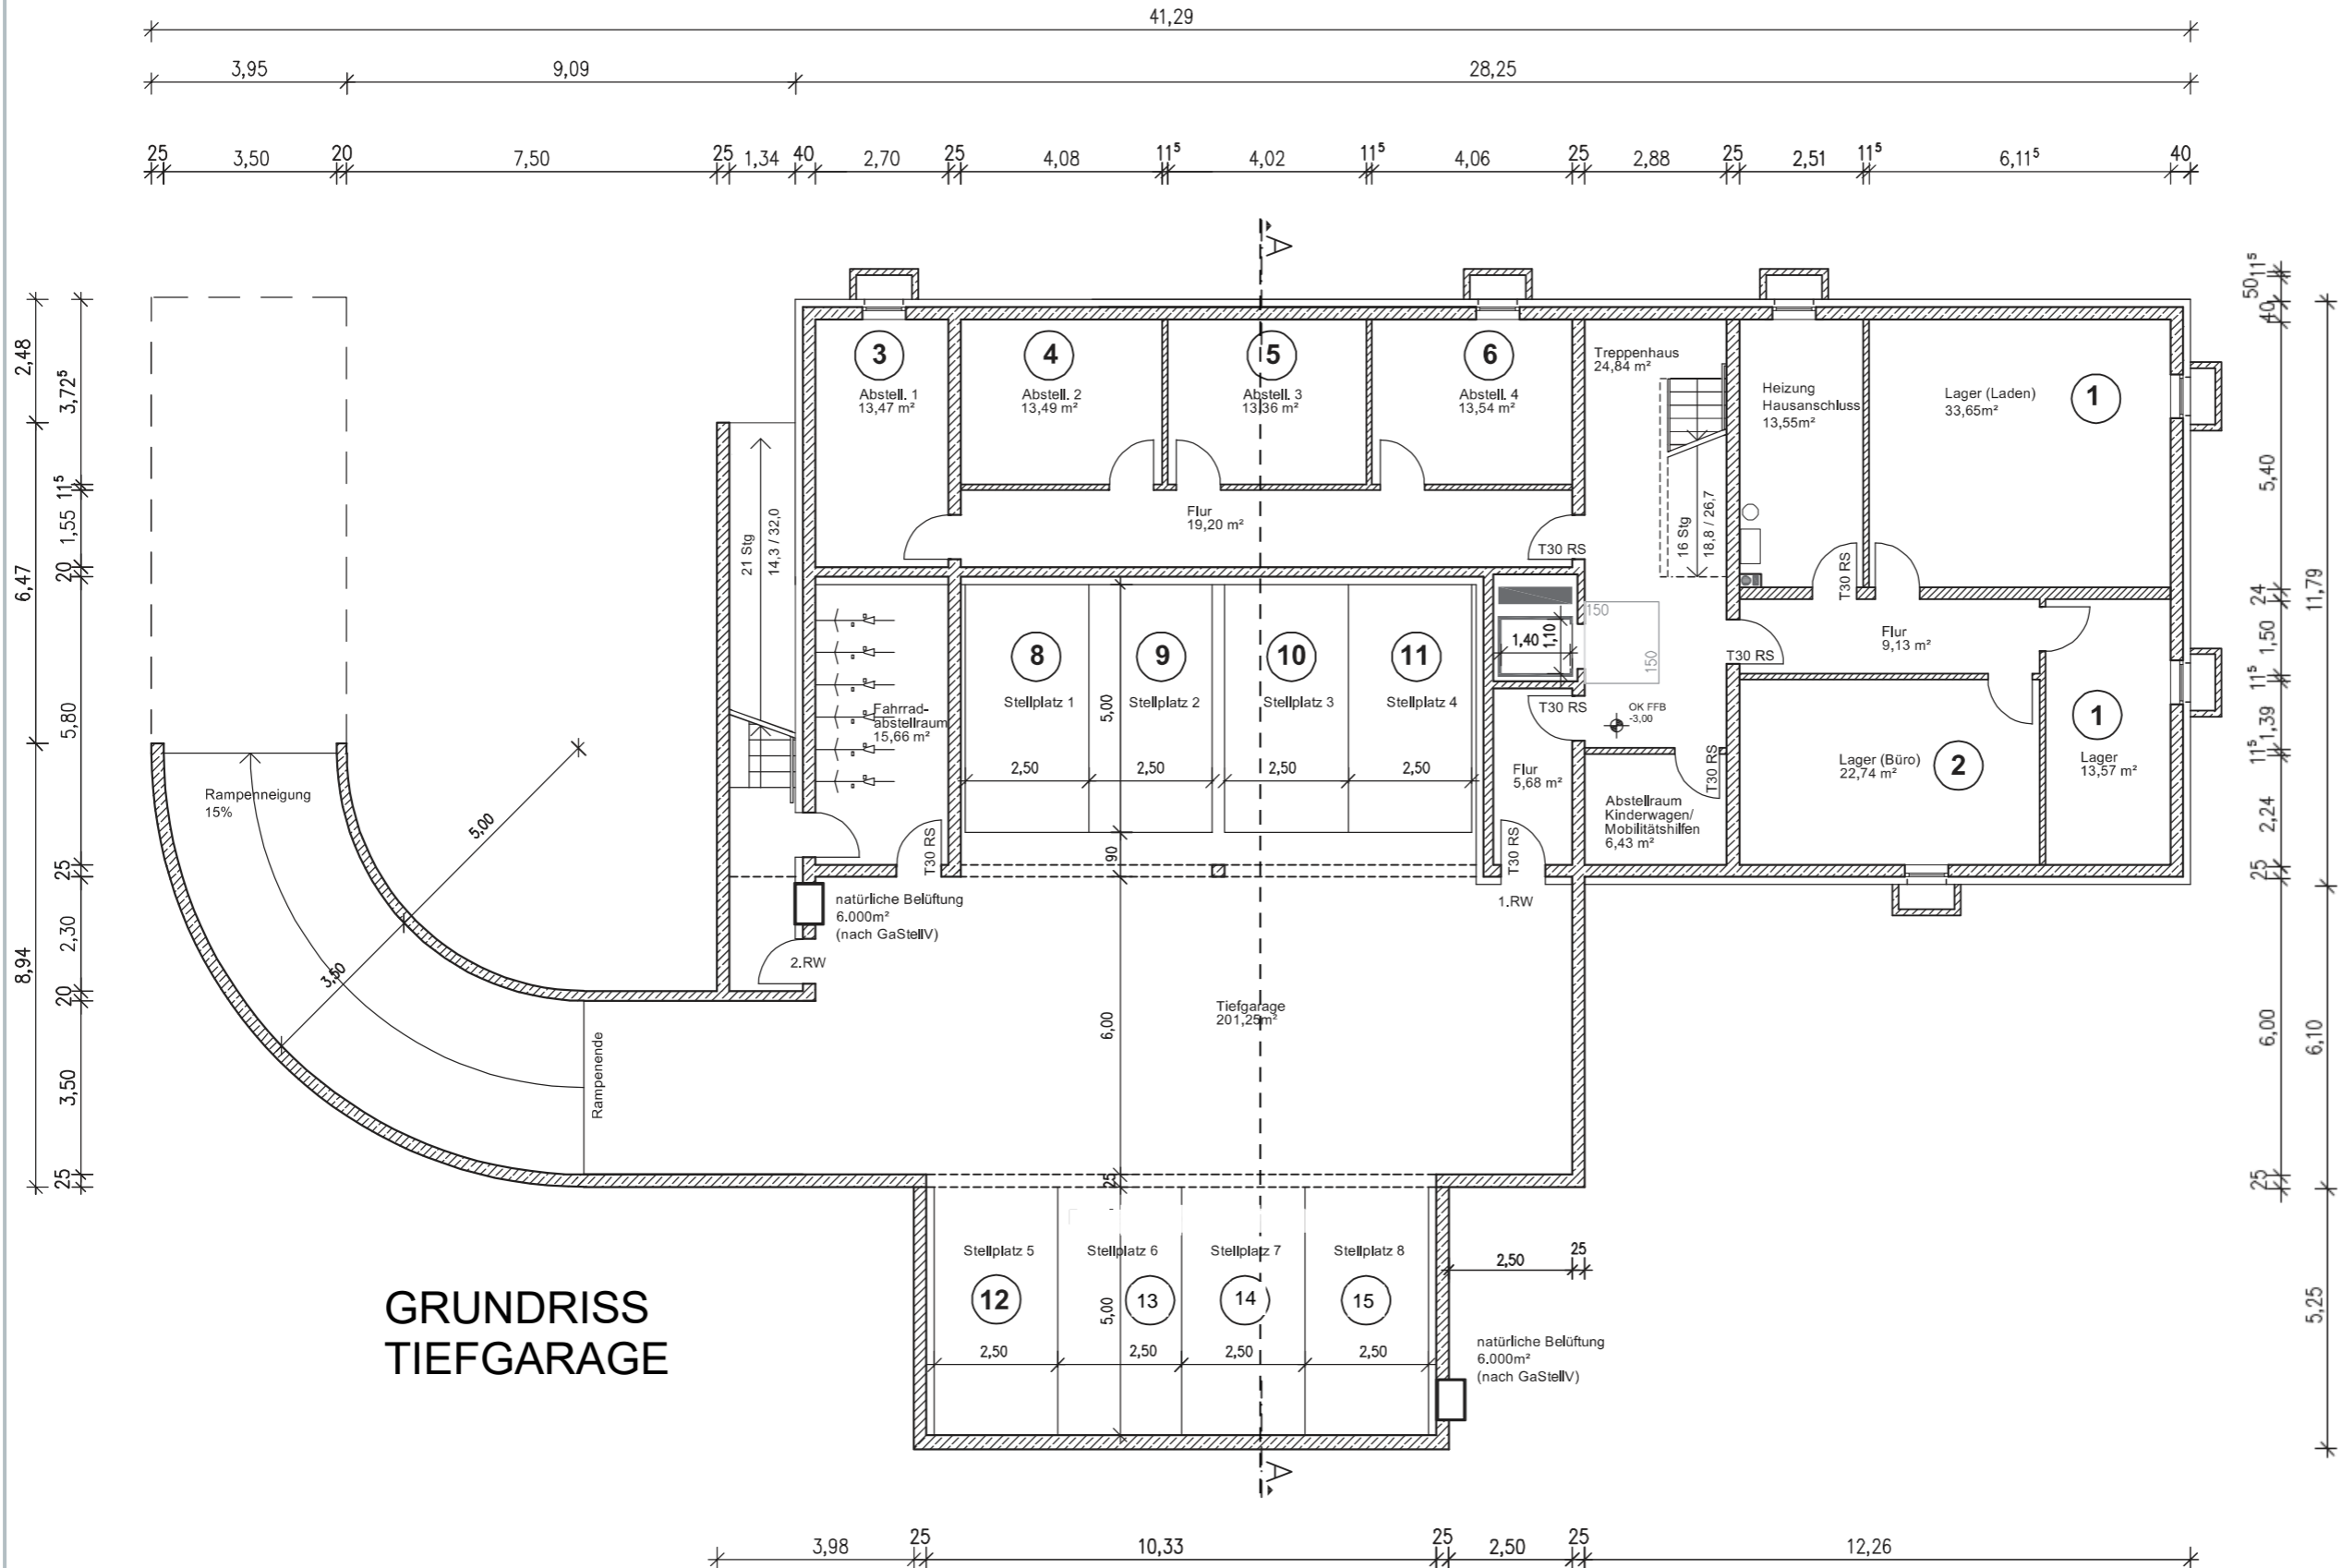 41,29
3,95 9,09 28,25
25 3,50 20 7,50 25 1,34 40 2,70 25 4,08 11⁵ 4,02 11⁵ 4,06 25 2,88 25 2,51 11⁵ 6,11⁵ 40
A
2,48
6,47
8,94
3,72⁵
11⁵
1,55
20
5,80
25
2,30
20
3,50
25
3
Abstell. 1
13,47 m²
4
Abstell. 2
13,49 m²
5
Abstell. 3
13,36 m²
6
Abstell. 4
13,54 m²
Treppenhaus
24,84 m²
Heizung
Hausanschluss
13,55m²
Lager (Laden)
33,65m²
1
Flur
19,20 m²
T30 RS
16 Stg
18,8 / 26,7
T30 RS
21 Stg
14,3 / 32,0
Fahrrad-
abstellraum
15,66 m²
8
Stellplatz 1
9
Stellplatz 2
10
Stellplatz 3
11
Stellplatz 4
5,00
2,50 2,50 2,50 2,50
90
1,40 1,10
150
150
T30 RS
OK FFB
-3,00
T30 RS
Flur
9,13 m²
Flur
5,68 m²
T30 RS
Abstellraum
Kinderwagen/
Mobilitätshilfen
6,43 m²
Lager (Büro)
22,74 m²
2
1
Lager
13,57 m²
T30 RS
T30 RS
1.RW
natürliche Belüftung
6.000m²
(nach GaStellV)
2.RW
Rampenneigung
15%
5,00
3,50
Rampenende
6,00
Tiefgarage
201,25m²
25
Stellplatz 5
12
Stellplatz 6
13
Stellplatz 7
14
Stellplatz 8
15
5,00
2,50 2,50 2,50 2,50
2,50 25
natürliche Belüftung
6.000m²
(nach GaStellV)
A
GRUNDRISS
TIEFGARAGE
11⁵
50
40
5,40
24
1,50
11⁵
1,39
11⁵
2,24
25
6,00
25
11,79
6,10
5,25
3,98 25 10,33 25 2,50 25 12,26